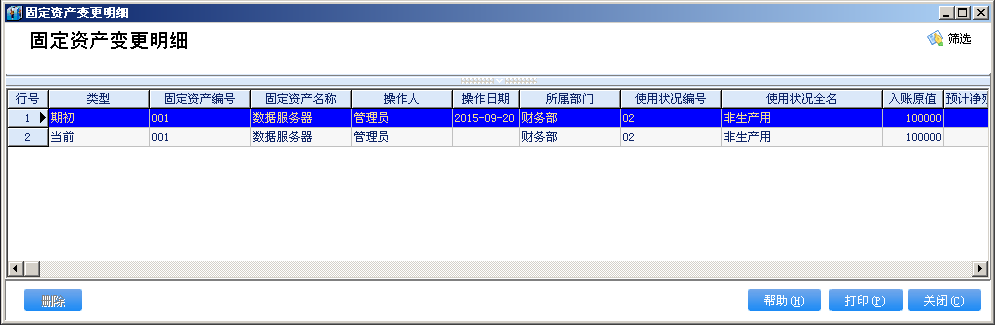 固定资产变更明细
固定资产变更明细
筛选
行号 类型 固定资产编号 固定资产名称 操作人 操作日期 所属部门 使用状况编号 使用状况全名 入账原值 预计净
1 期初 001 数据服务器 管理员 2015-09-20 财务部 02 非生产用 100000
2 当前 001 数据服务器 管理员 财务部 02 非生产用 100000
删除 帮助(H) 打印(P) 关闭(C)